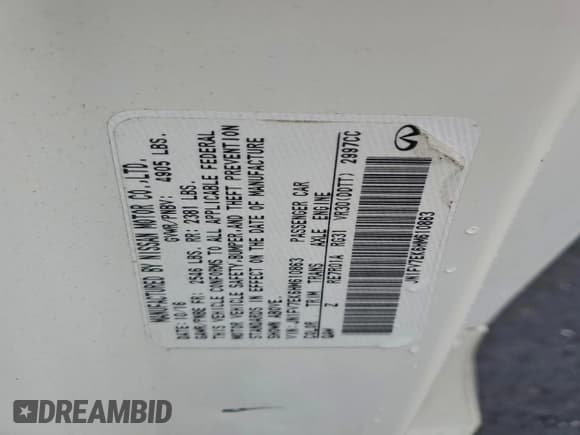 MANUFACTURED BY NISSAN MOTOR CO.,LTD.
DATE: 10/16 GVWR/PNBV: 4905 LBS.
GAWR/PNBE FR: 2546 LBS. RR: 2381 LBS.
THIS VEHICLE CONFORMS TO ALL APPLICABLE FEDERAL
MOTOR VEHICLE SAFETY,BUMPER,AND THEFT PREVENTION
STANDARDS IN EFFECT ON THE DATE OF MANUFACTURE
SHOWN ABOVE.
VIN:JN1FV7EK6HM610863 PASSENGER CAR
COLOR TRIM TRANS AXLE ENGINE
QAW Z RE7R01A RG31 VR30(DDTT) 2997CC
JN1FV7EK6HM610863
DREAMBID